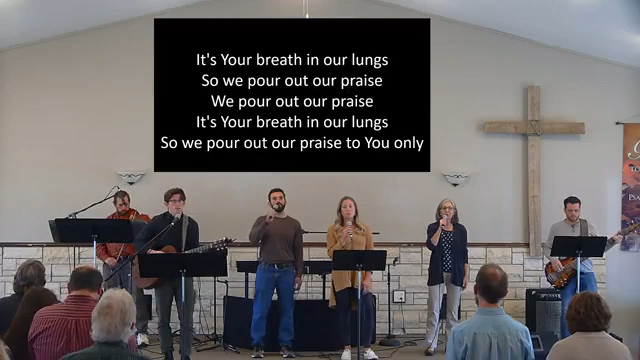 It's Your breath in our lungs
So we pour out our praise
We pour out our praise
It's Your breath in our lungs
So we pour out our praise to You only